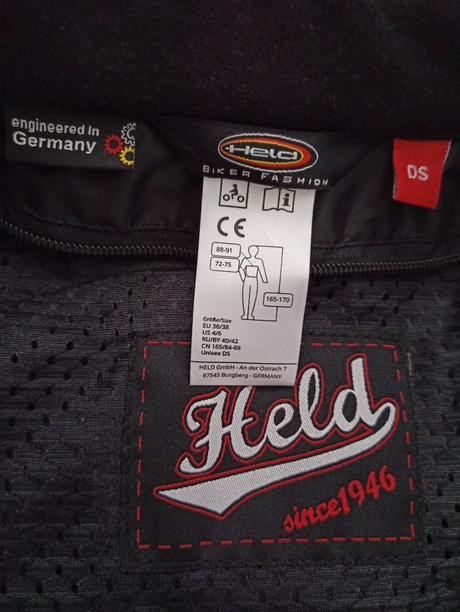 engineered in
Germany
Held
BIKER FASHION
DS
CE
88-91
72-75
165-170
Größe/Size
EU 36/38
US 4/6
RU/BY 40/42
CN 165/84-88
Unisex DS
HELD GmbH - An der Ostrach 7
87545 Burgberg - GERMANY
Held
since1946